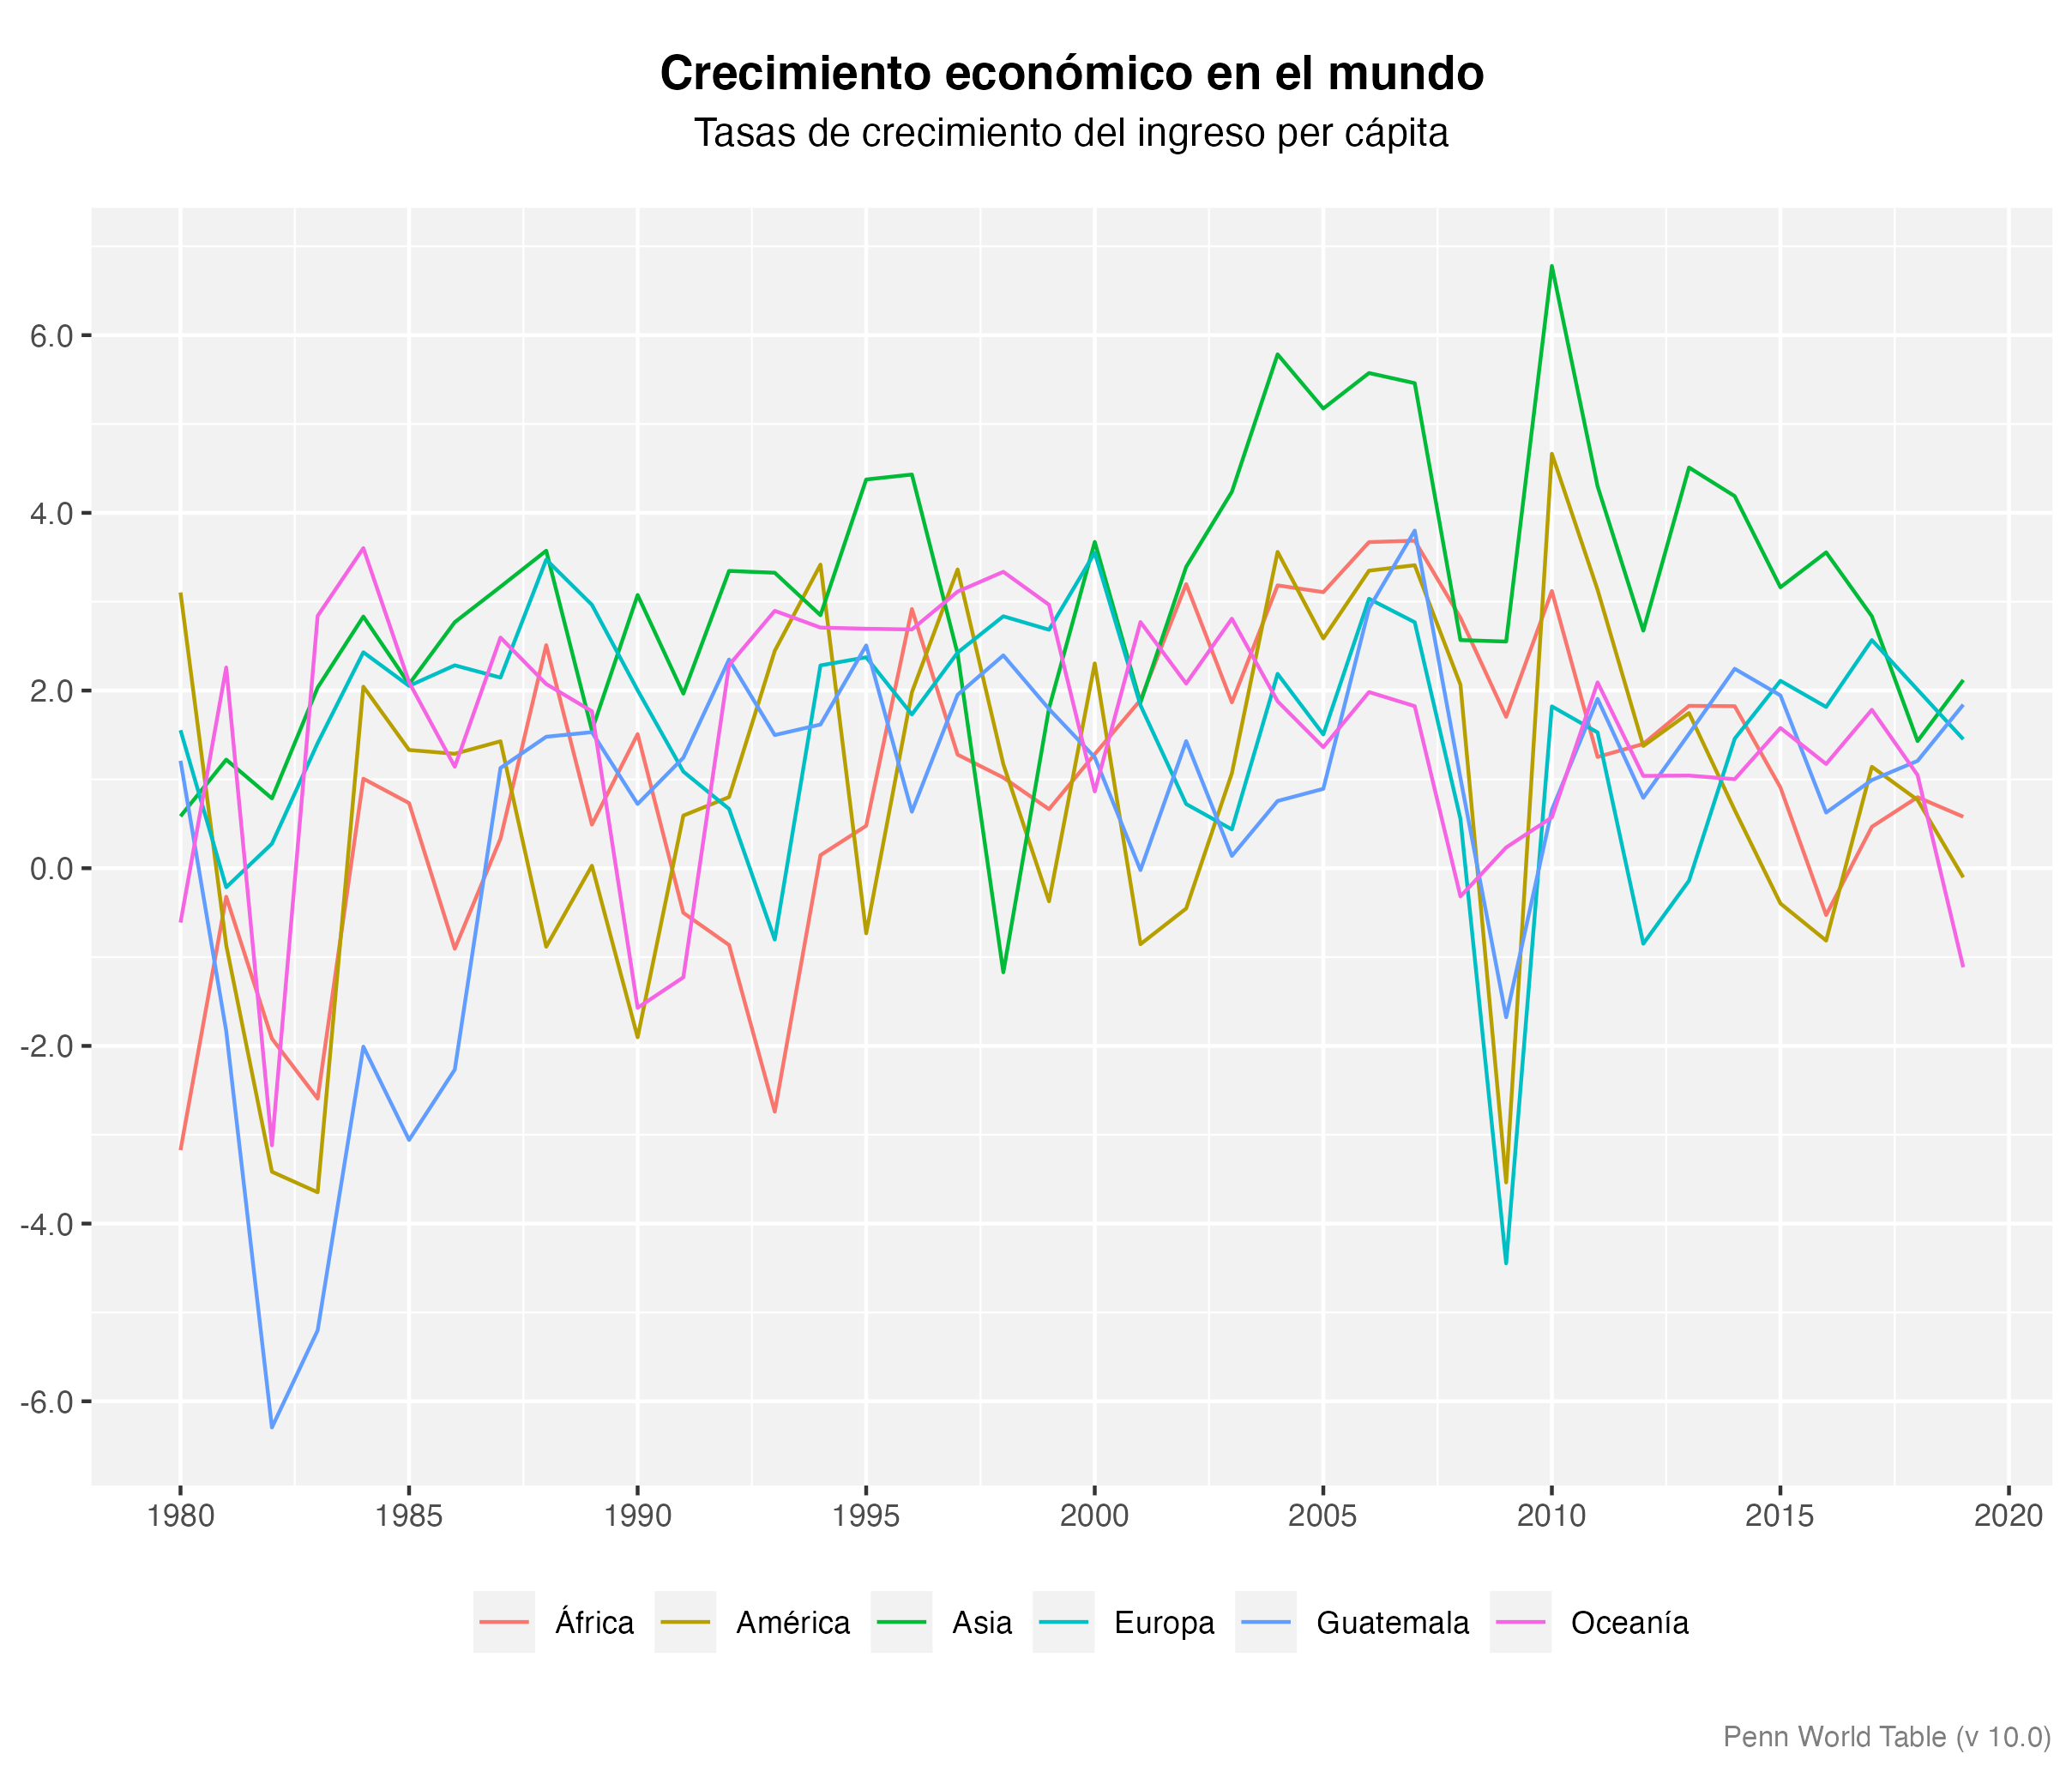 Crecimiento económico en el mundo
Tasas de crecimiento del ingreso per cápita
6.0
4.0
2.0
0.0
-2.0
-4.0
-6.0
1980 1985 1990 1995 2000 2005 2010 2015 2020
África América Asia Europa Guatemala Oceanía
Penn World Table (v 10.0)